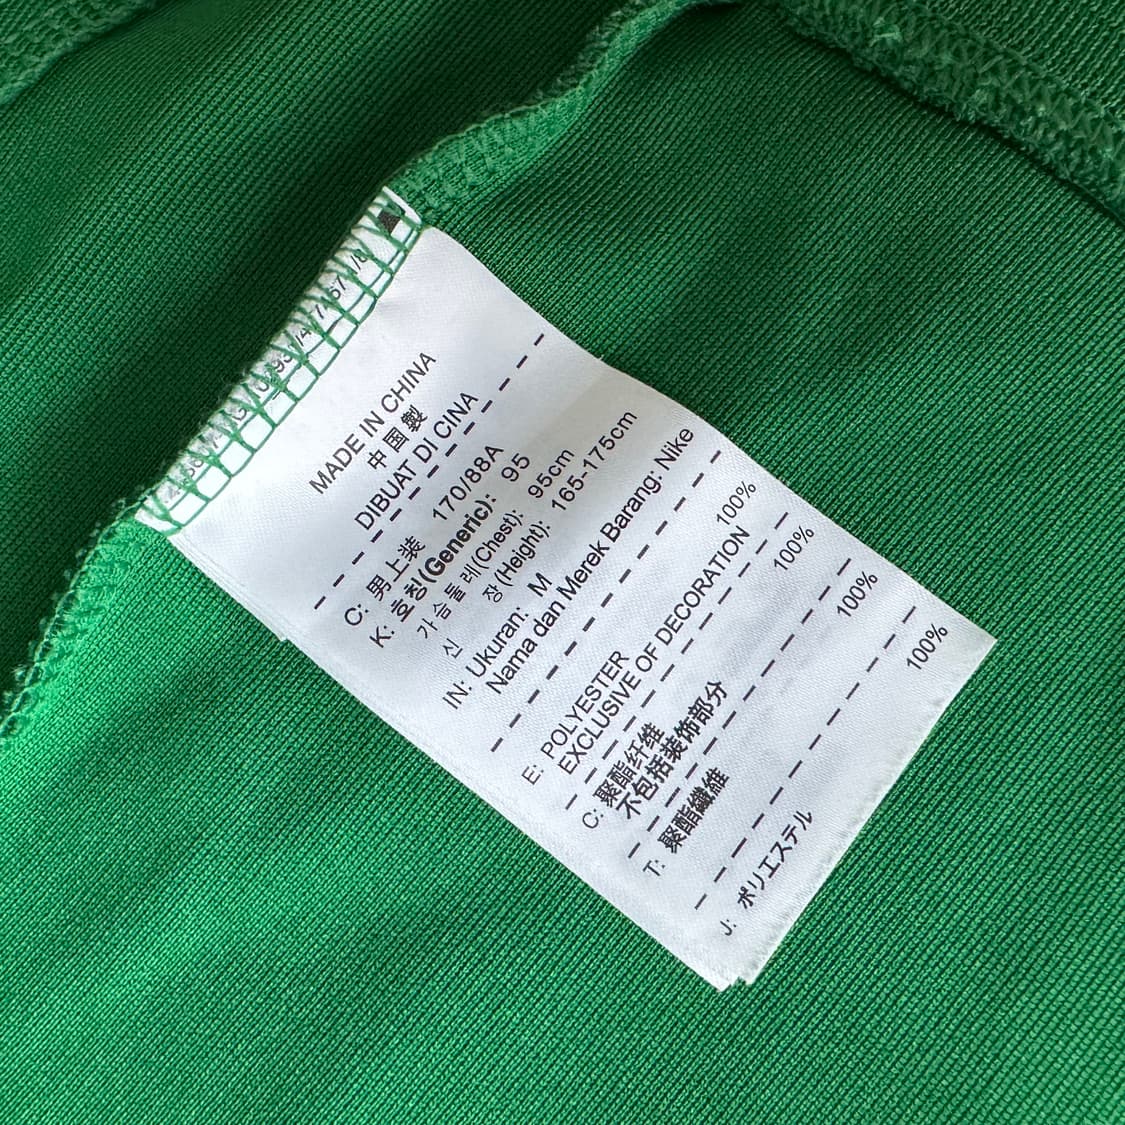 MADE IN CHINA
中国製
DIBUAT DI CINA
C: 男上装 170/88A
K: 호칭(Generic): 95
가슴둘레(Chest): 95cm
신 장(Height): 165-175cm
IN: Ukuran: M
Nama dan Merek Barang: Nike
E: POLYESTER 100%
EXCLUSIVE OF DECORATION
C: 聚酯纤维 100%
不包括装饰部分
T: 聚酯纖維 100%
J: ポリエステル 100%